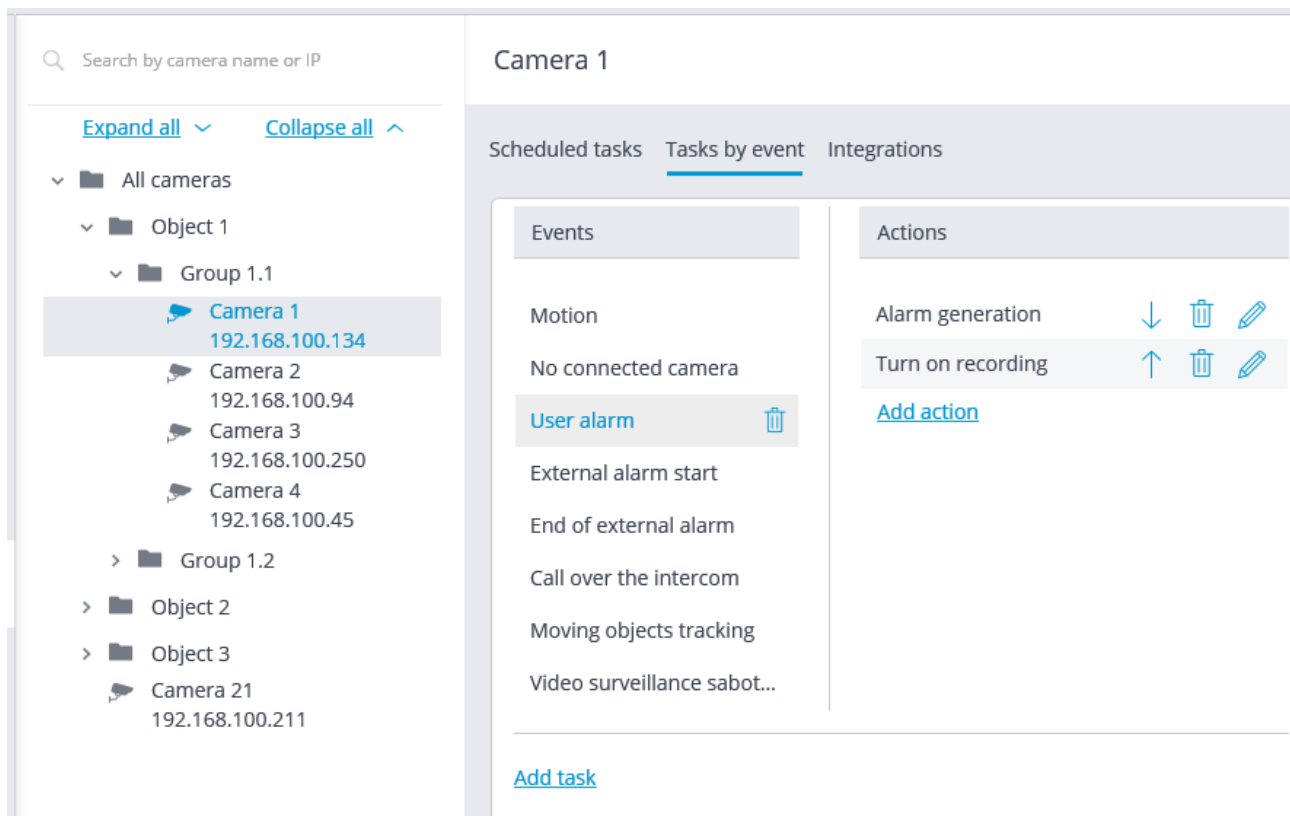 Search by camera name or IP
Expand all
Collapse all
All cameras
Object 1
Group 1.1
Camera 1
192.168.100.134
Camera 2
192.168.100.94
Camera 3
192.168.100.250
Camera 4
192.168.100.45
Group 1.2
Object 2
Object 3
Camera 21
192.168.100.211
Camera 1
Scheduled tasks
Tasks by event
Integrations
Events
Motion
No connected camera
User alarm
External alarm start
End of external alarm
Call over the intercom
Moving objects tracking
Video surveillance sabot...
Add task
Actions
Alarm generation
Turn on recording
Add action